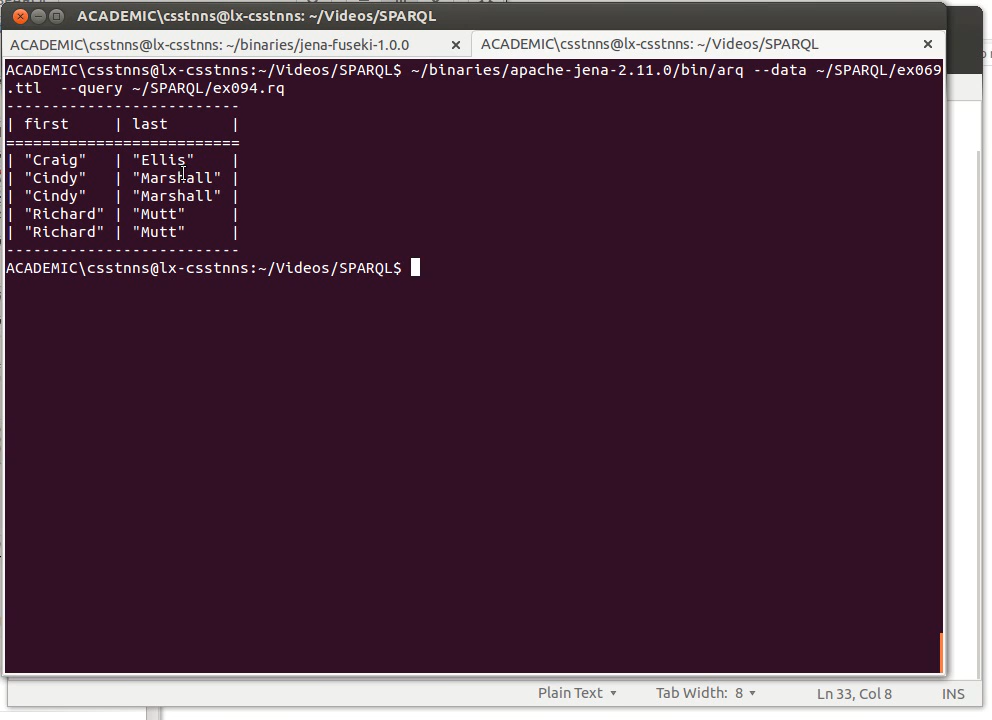 ACADEMIC\csstnns@lx-csstnns: ~/Videos/SPARQL
ACADEMIC\csstnns@lx-csstnns: ~/binaries/jena-fuseki-1.0.0 × ACADEMIC\csstnns@lx-csstnns: ~/Videos/SPARQL ×
ACADEMIC\csstnns@lx-csstnns:~/Videos/SPARQL$ ~/binaries/apache-jena-2.11.0/bin/arq --data ~/SPARQL/ex069
.ttl  --query ~/SPARQL/ex094.rq
--------------------------
| first     | last       |
==========================
| "Craig"   | "Ellis"    |
| "Cindy"   | "Marshall" |
| "Cindy"   | "Marshall" |
| "Richard" | "Mutt"     |
| "Richard" | "Mutt"     |
--------------------------
ACADEMIC\csstnns@lx-csstnns:~/Videos/SPARQL$
Plain Text Tab Width: 8 Ln 33, Col 8 INS